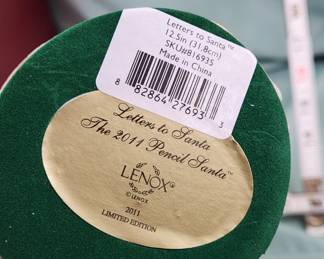 Letters to Santa™
12.5in (31.8cm)
SKU#816935
Made in China
8 82864 27693 3
Letters to Santa
The 2011 Pencil Santa™
LENOX®
© LENOX
2011
LIMITED EDITION